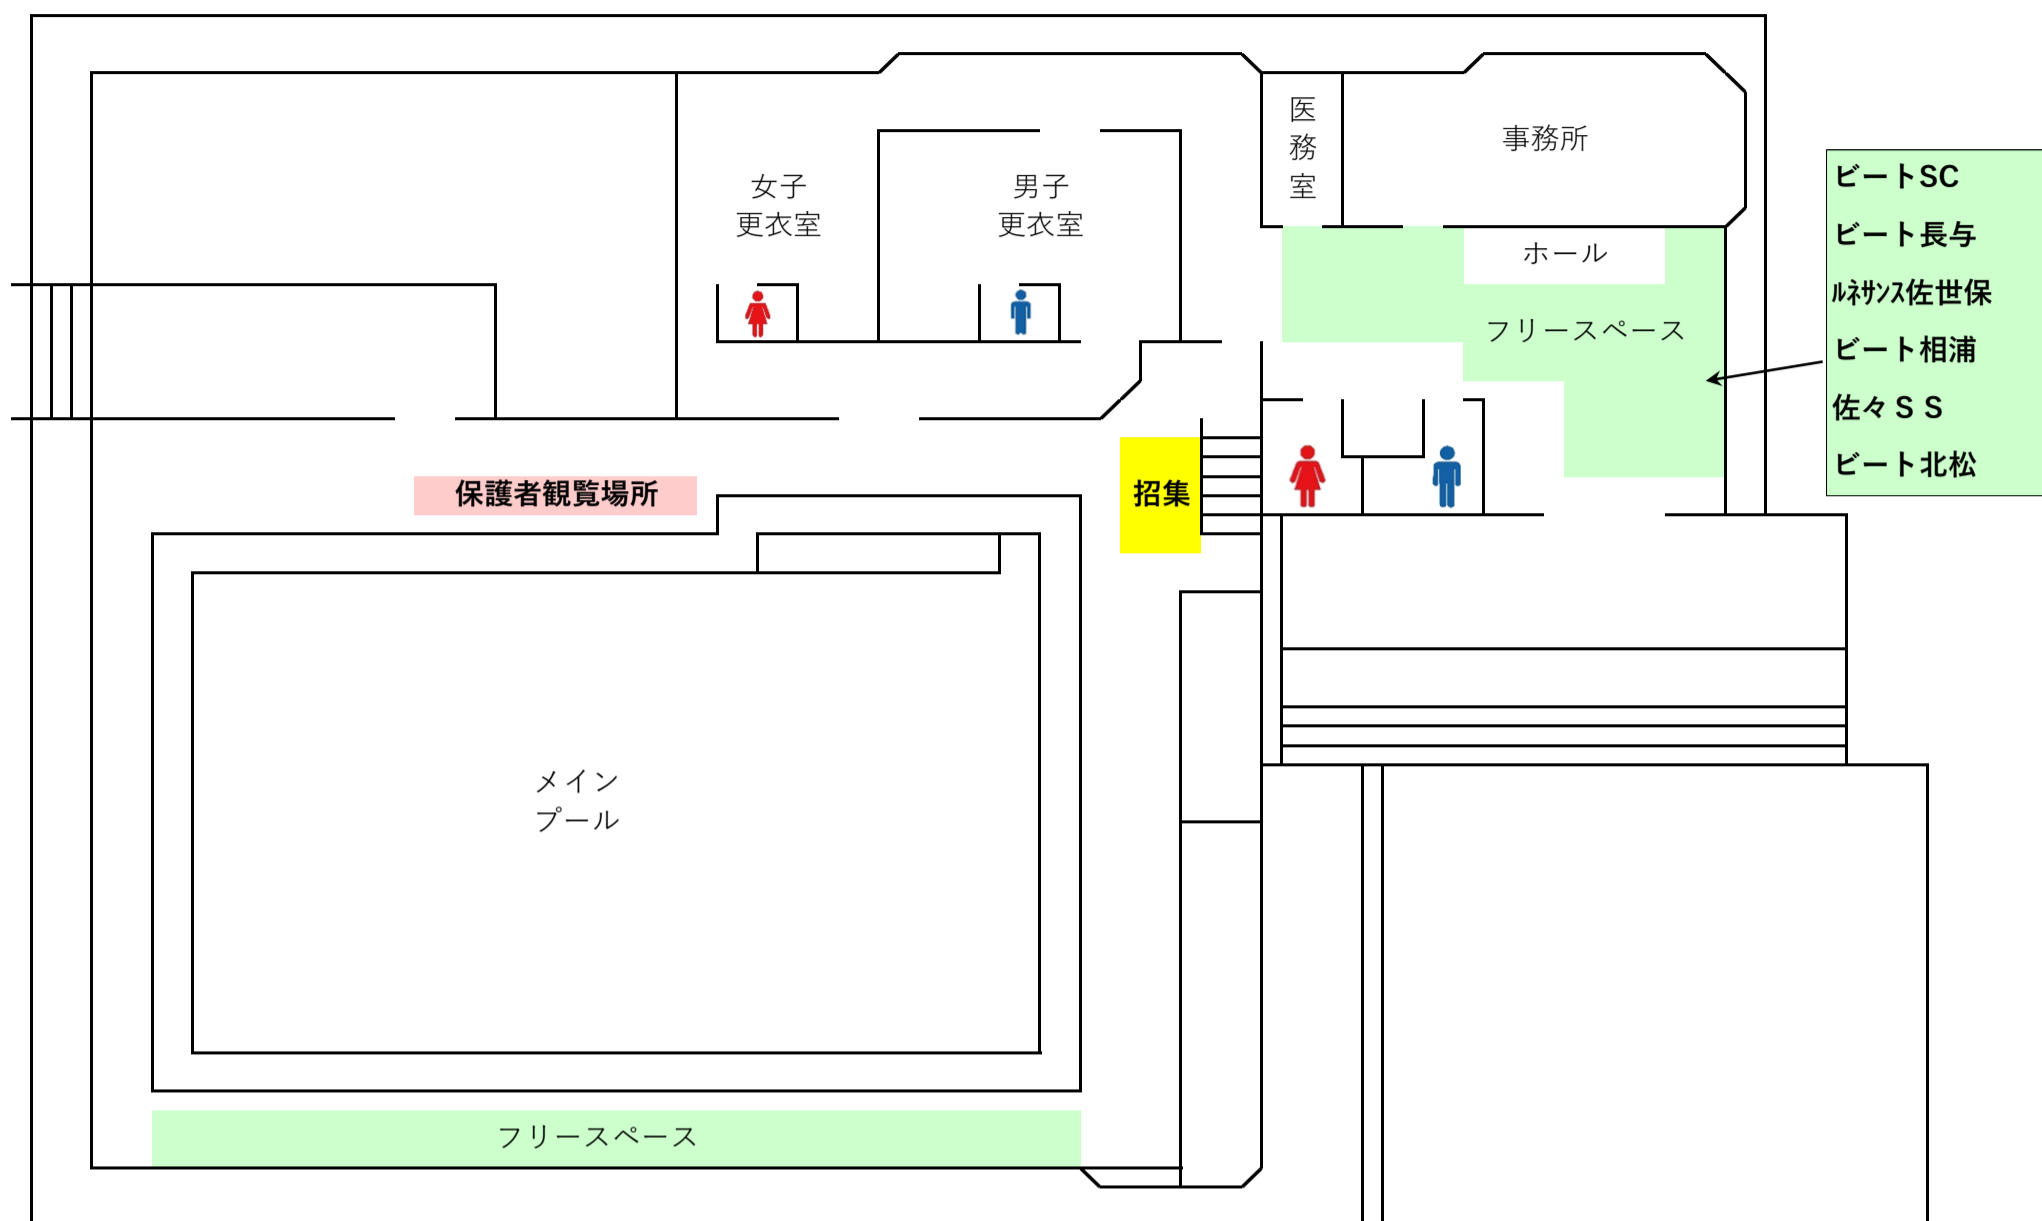 医
務
室
事務所
女子
更衣室
男子
更衣室
ホール
フリースペース
ビートSC
ビート長与
ﾙﾈｻﾝｽ佐世保
ビート相浦
佐々ＳＳ
ビート北松
保護者観覧場所
招集
メイン
プール
フリースペース